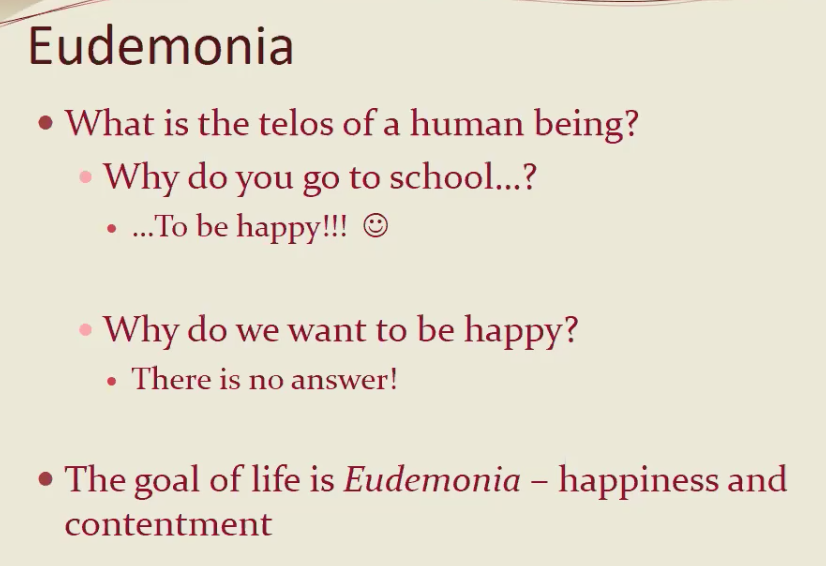 Eudemonia
• What is the telos of a human being?
• Why do you go to school...?
• ...To be happy!!! ☺
• Why do we want to be happy?
• There is no answer!
• The goal of life is Eudemonia – happiness and
contentment